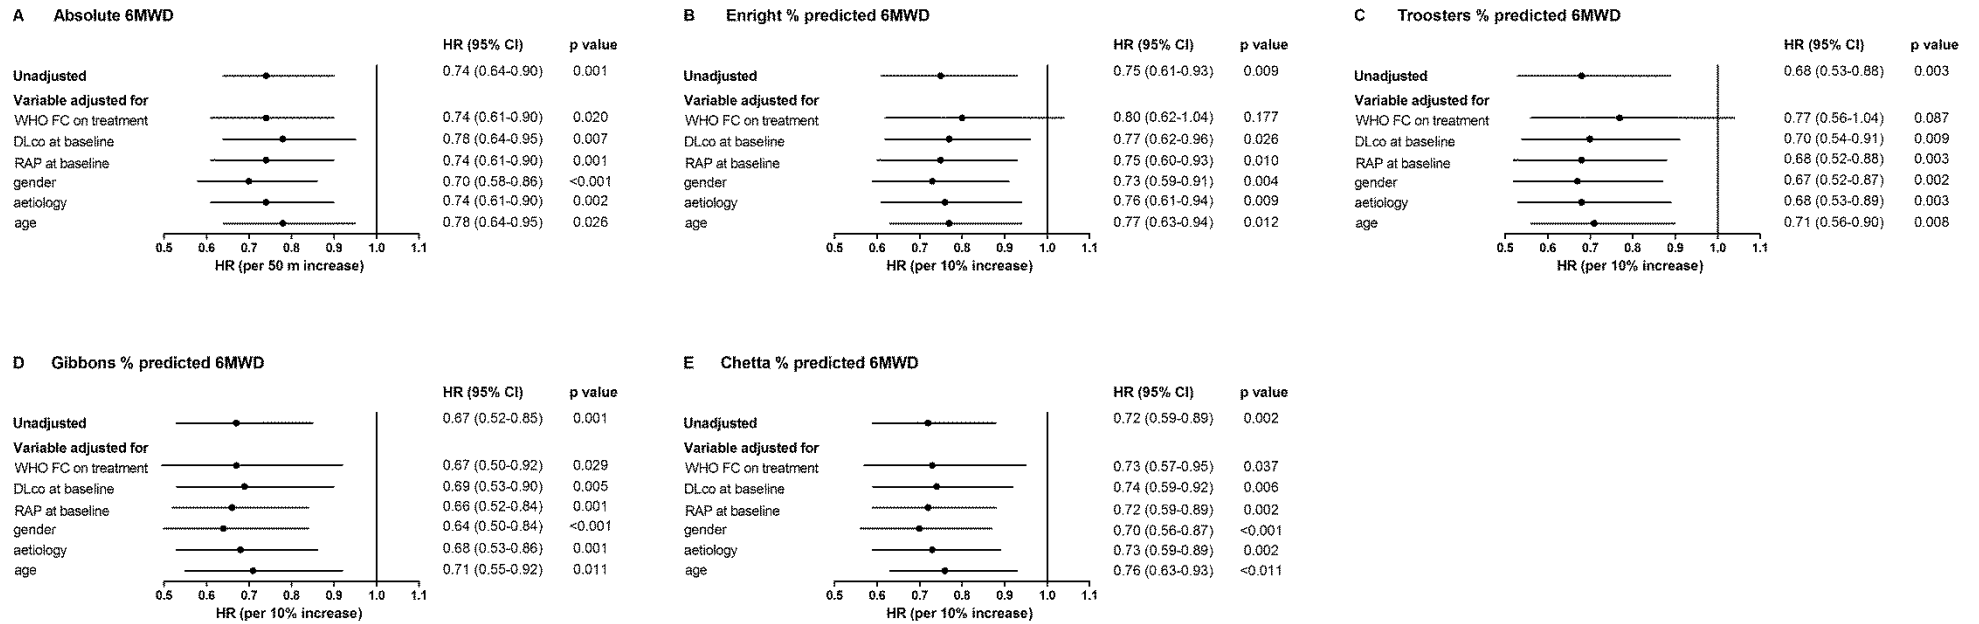 A Absolute 6MWD
HR (95% CI) p value
Unadjusted 0.74 (0.64-0.90) 0.001
Variable adjusted for
WHO FC on treatment 0.74 (0.61-0.90) 0.020
DLco at baseline 0.78 (0.64-0.95) 0.007
RAP at baseline 0.74 (0.61-0.90) 0.001
gender 0.70 (0.58-0.86) <0.001
aetiology 0.74 (0.61-0.90) 0.002
age 0.78 (0.64-0.95) 0.026
0.5 0.6 0.7 0.8 0.9 1.0 1.1
HR (per 50 m increase)
B Enright % predicted 6MWD
HR (95% CI) p value
Unadjusted 0.75 (0.61-0.93) 0.009
Variable adjusted for
WHO FC on treatment 0.80 (0.62-1.04) 0.177
DLco at baseline 0.77 (0.62-0.96) 0.026
RAP at baseline 0.75 (0.60-0.93) 0.010
gender 0.73 (0.59-0.91) 0.004
aetiology 0.76 (0.61-0.94) 0.009
age 0.77 (0.63-0.94) 0.012
0.5 0.6 0.7 0.8 0.9 1.0 1.1
HR (per 10% increase)
C Troosters % predicted 6MWD
HR (95% CI) p value
Unadjusted 0.68 (0.53-0.88) 0.003
Variable adjusted for
WHO FC on treatment 0.77 (0.56-1.04) 0.087
DLco at baseline 0.70 (0.54-0.91) 0.009
RAP at baseline 0.68 (0.52-0.88) 0.003
gender 0.67 (0.52-0.87) 0.002
aetiology 0.68 (0.53-0.89) 0.003
age 0.71 (0.56-0.90) 0.008
0.5 0.6 0.7 0.8 0.9 1.0 1.1
HR (per 10% increase)
D Gibbons % predicted 6MWD
HR (95% CI) p value
Unadjusted 0.67 (0.52-0.85) 0.001
Variable adjusted for
WHO FC on treatment 0.67 (0.50-0.92) 0.029
DLco at baseline 0.69 (0.53-0.90) 0.005
RAP at baseline 0.66 (0.52-0.84) 0.001
gender 0.64 (0.50-0.84) <0.001
aetiology 0.68 (0.53-0.86) 0.001
age 0.71 (0.55-0.92) 0.011
0.5 0.6 0.7 0.8 0.9 1.0 1.1
HR (per 10% increase)
E Chetta % predicted 6MWD
HR (95% CI) p value
Unadjusted 0.72 (0.59-0.89) 0.002
Variable adjusted for
WHO FC on treatment 0.73 (0.57-0.95) 0.037
DLco at baseline 0.74 (0.59-0.92) 0.006
RAP at baseline 0.72 (0.59-0.89) 0.002
gender 0.70 (0.56-0.87) <0.001
aetiology 0.73 (0.59-0.89) 0.002
age 0.76 (0.63-0.93) <0.011
0.5 0.6 0.7 0.8 0.9 1.0 1.1
HR (per 10% increase)